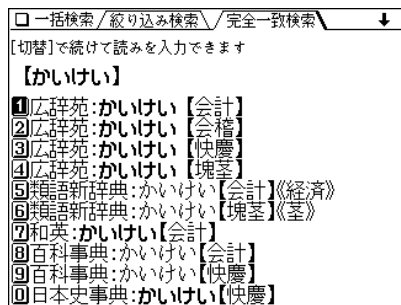 一括検索 絞り込み検索 完全一致検索 ↓
[切替]で続けて読みを入力できます
【かいけい】
1 広辞苑:かいけい【会計】
2 広辞苑:かいけい【会稽】
3 広辞苑:かいけい【快慶】
4 広辞苑:かいけい【塊茎】
5 類語新辞典:かいけい【会計】《経済》
6 類語新辞典:かいけい【塊茎】《茎》
7 和英:かいけい【会計】
8 百科事典:かいけい【会計】
9 百科事典:かいけい【快慶】
0 日本史事典:かいけい【快慶】